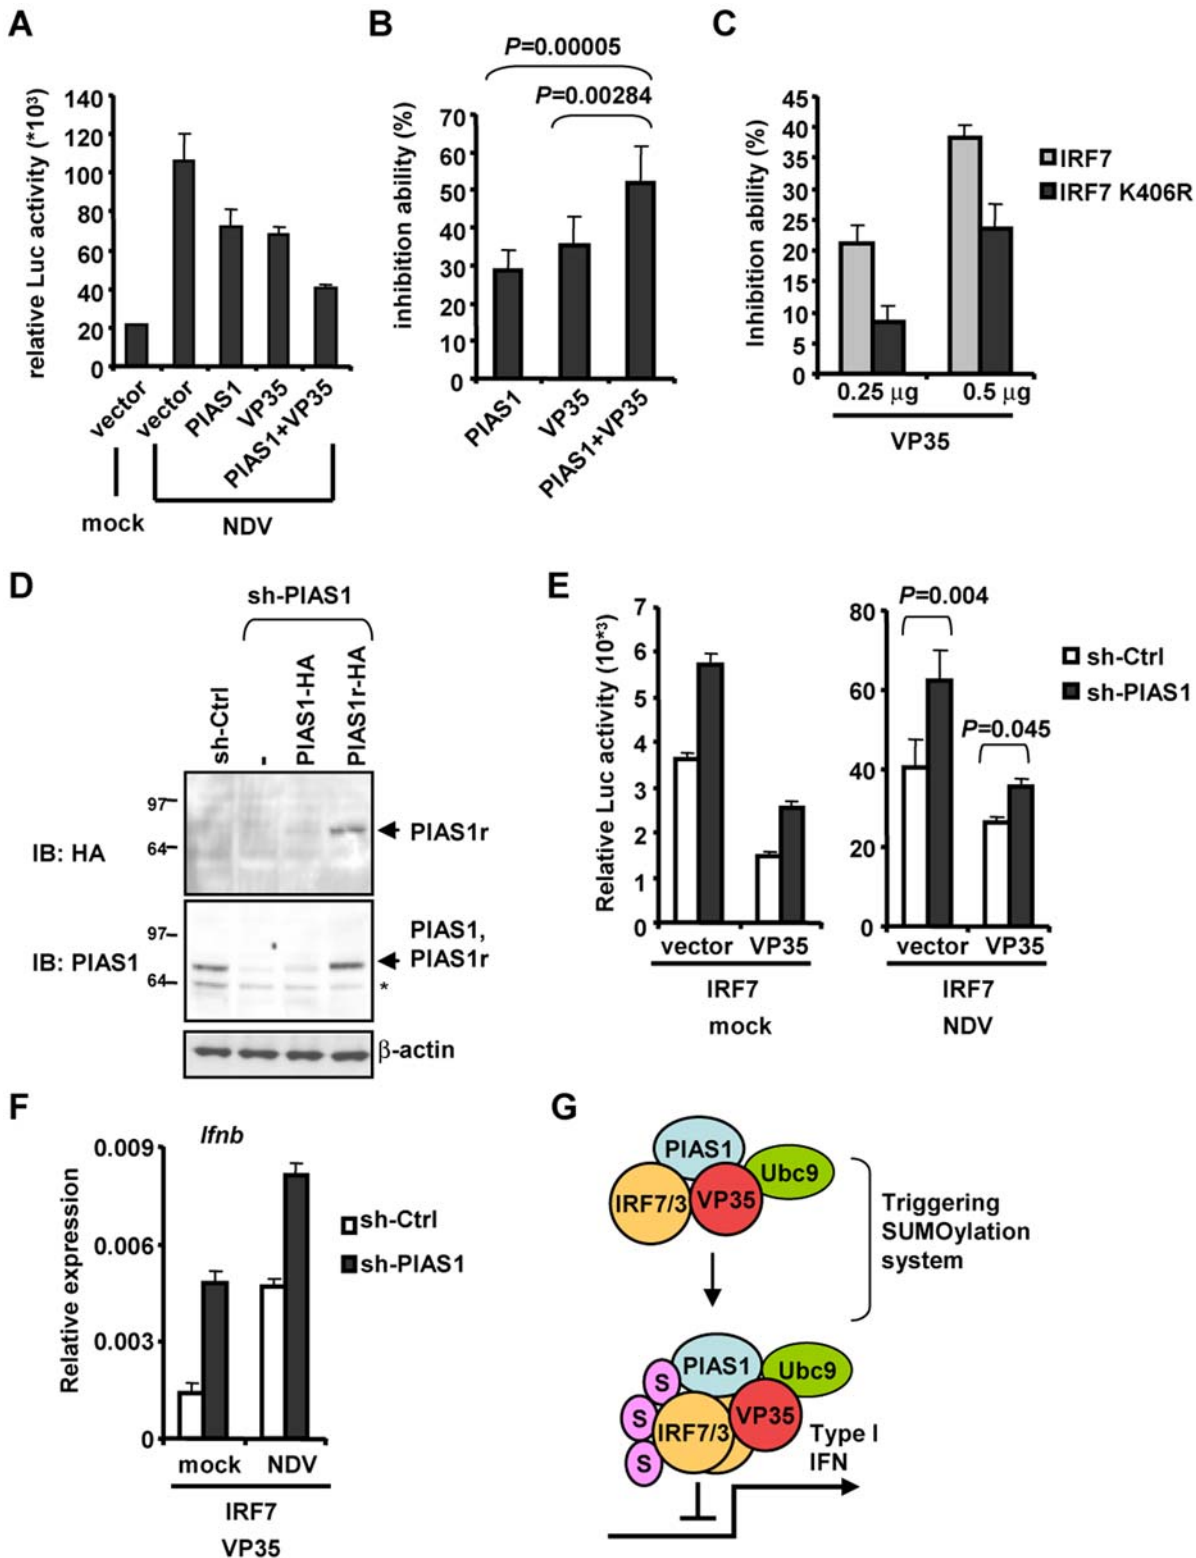 A
relative Luc activity (*10³)
140
120
100
80
60
40
20
0
vector
vector
PIAS1
VP35
PIAS1+VP35
mock
NDV
B
P=0.00005
P=0.00284
inhibition ability (%)
70
60
50
40
30
20
10
0
PIAS1
VP35
PIAS1+VP35
C
Inhibition ability (%)
45
40
35
30
25
20
15
10
5
0
0.25 μg
0.5 μg
VP35
IRF7
IRF7 K406R
D
sh-PIAS1
sh-Ctrl
-
PIAS1-HA
PIAS1r-HA
97
64
IB: HA
PIAS1r
97
64
IB: PIAS1
PIAS1,
PIAS1r
*
β-actin
E
Relative Luc activity (10*³)
7
6
5
4
3
2
1
0
vector
VP35
IRF7
mock
80
60
40
20
0
P=0.004
P=0.045
vector
VP35
IRF7
NDV
sh-Ctrl
sh-PIAS1
F
Ifnb
Relative expression
0.009
0.006
0.003
0
mock
NDV
IRF7
VP35
sh-Ctrl
sh-PIAS1
G
PIAS1
Ubc9
IRF7/3
VP35
Triggering
SUMOylation
system
PIAS1
Ubc9
S
S
S
IRF7/3
VP35
Type I
IFN